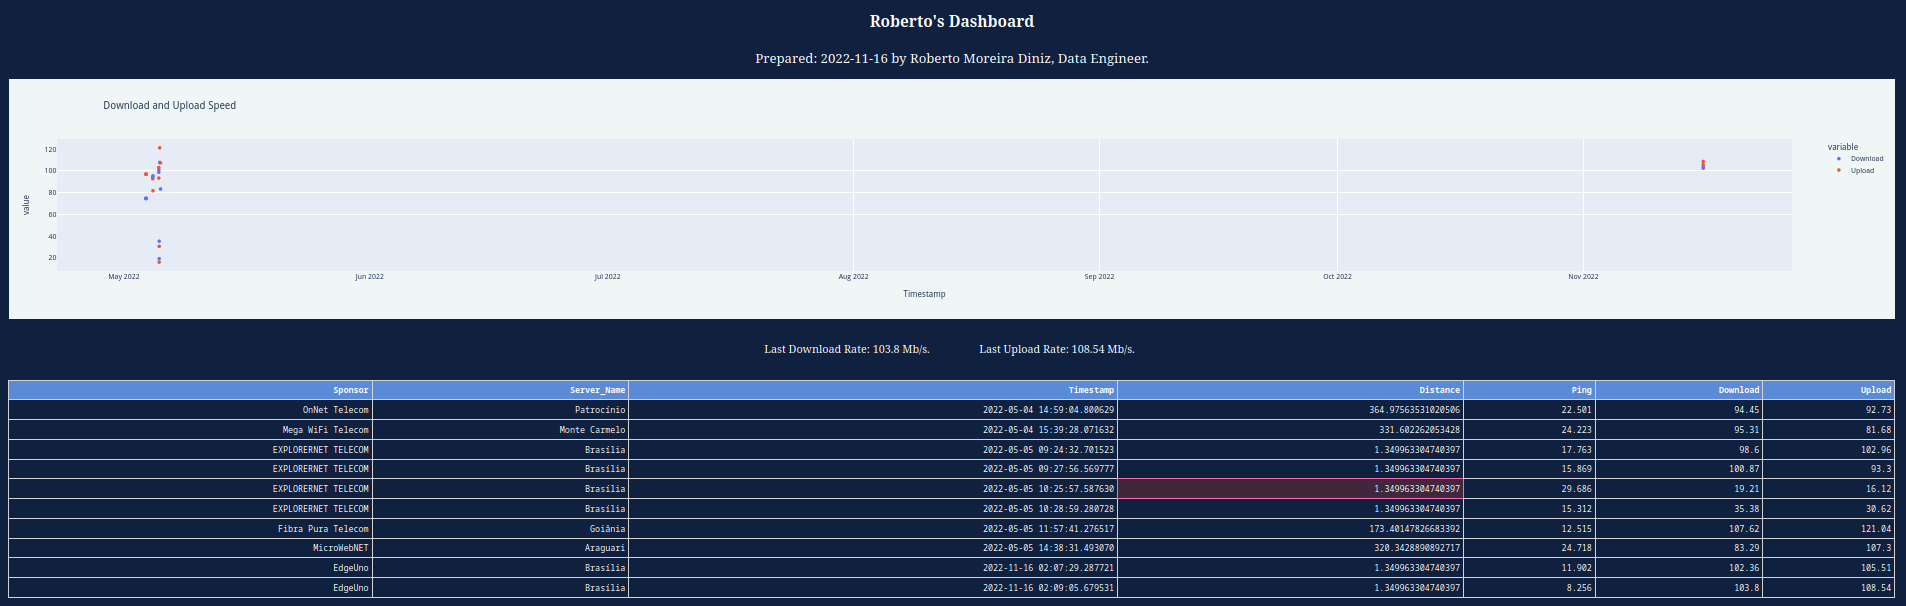 Roberto's Dashboard
Prepared: 2022-11-16 by Roberto Moreira Diniz, Data Engineer.
Download and Upload Speed
variable
Download
Upload
value
120
100
80
60
40
20
May 2022 Jun 2022 Jul 2022 Aug 2022 Sep 2022 Oct 2022 Nov 2022
Timestamp
Last Download Rate: 103.8 Mb/s. Last Upload Rate: 108.54 Mb/s.
Sponsor Server_Name Timestamp Distance Ping Download Upload
OnNet Telecom Patrocínio 2022-05-04 14:59:04.800629 364.97563531020506 22.501 94.45 92.73
Mega WiFi Telecom Monte Carmelo 2022-05-04 15:39:28.071632 331.602262053428 24.223 95.31 81.68
EXPLORERNET TELECOM Brasília 2022-05-05 09:24:32.701523 1.349963304740397 17.763 98.6 102.96
EXPLORERNET TELECOM Brasília 2022-05-05 09:27:56.569777 1.349963304740397 15.869 100.87 93.3
EXPLORERNET TELECOM Brasília 2022-05-05 10:25:57.587630 1.349963304740397 29.686 19.21 16.12
EXPLORERNET TELECOM Brasília 2022-05-05 10:28:59.280728 1.349963304740397 15.312 35.38 30.62
Fibra Pura Telecom Goiânia 2022-05-05 11:57:41.276517 173.40147826683392 12.515 107.62 121.04
MicroWebNET Araguari 2022-05-05 14:38:31.493070 320.3428890892717 24.718 83.29 107.3
EdgeUno Brasília 2022-11-16 02:07:29.287721 1.349963304740397 11.902 102.36 105.51
EdgeUno Brasília 2022-11-16 02:09:05.679531 1.349963304740397 8.256 103.8 108.54